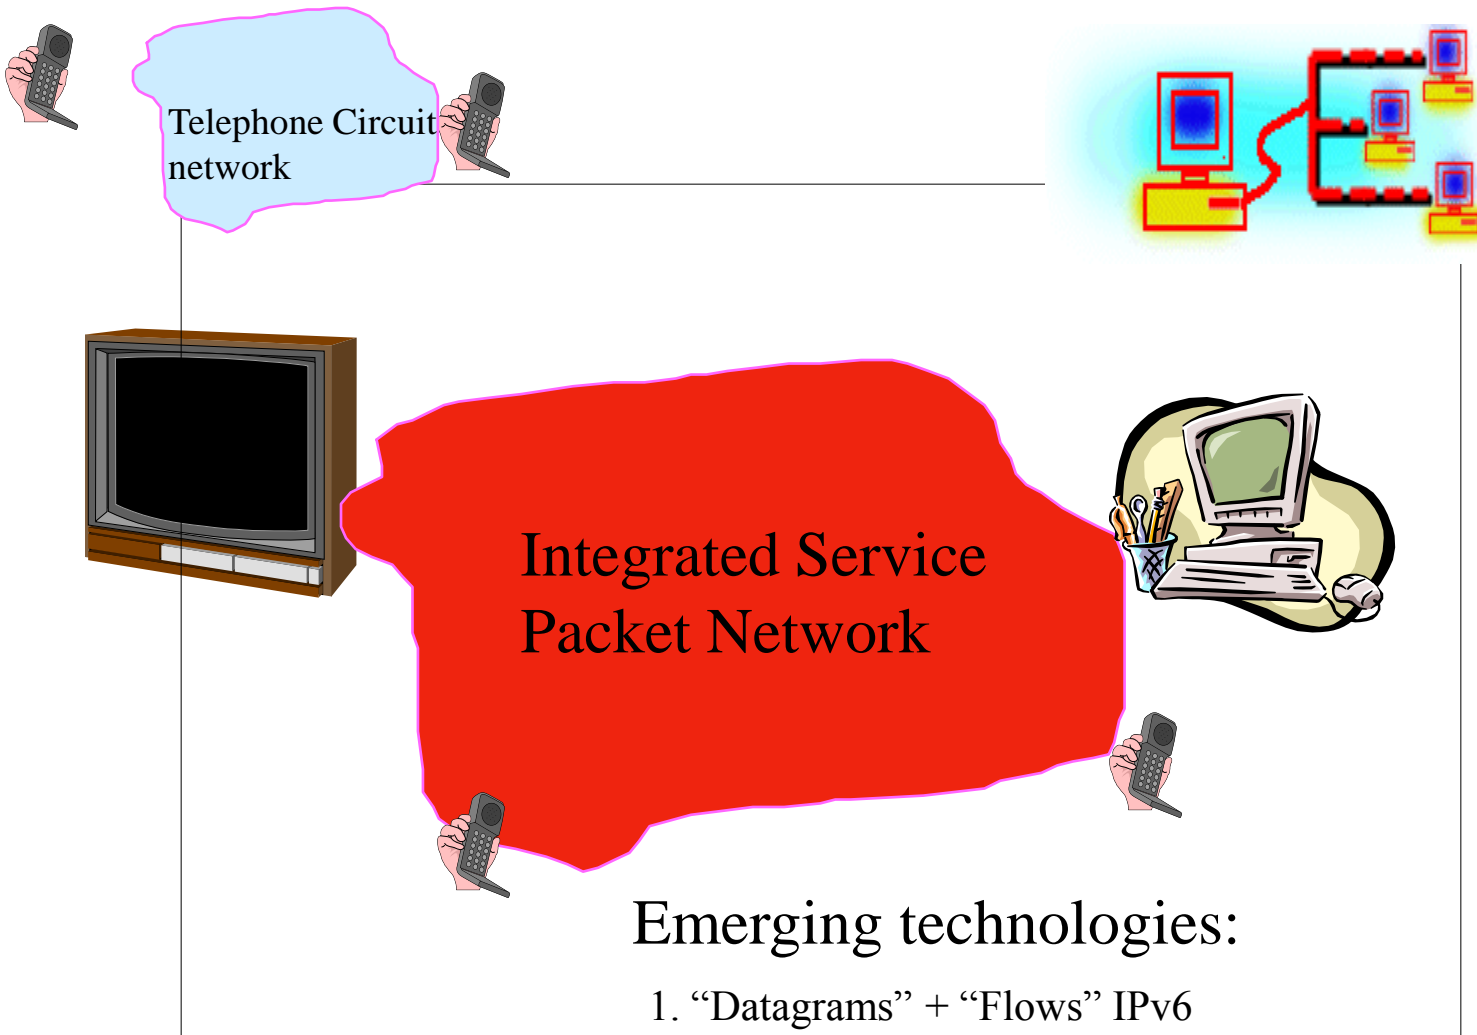 Telephone Circuit
network
Integrated Service
Packet Network
Emerging technologies:
1. “Datagrams” + “Flows” IPv6